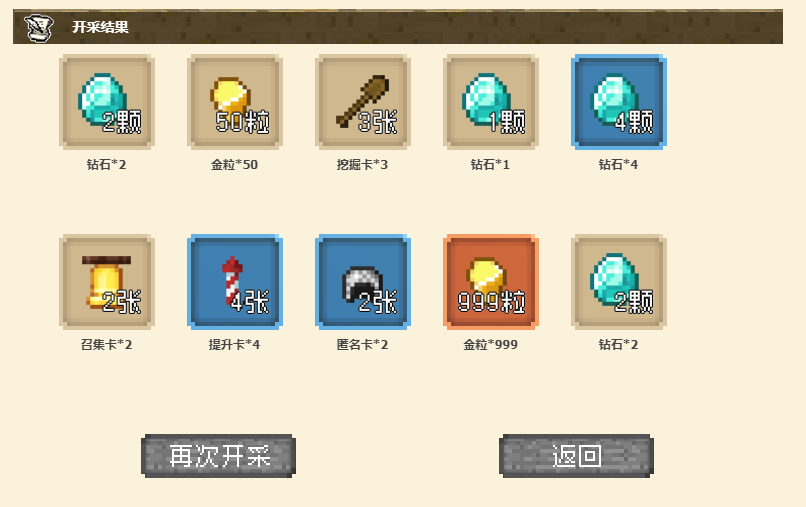 开采结果
2颗
50粒
3张
1颗
4颗
钻石*2
金粒*50
挖掘卡*3
钻石*1
钻石*4
2张
4张
2张
999粒
2颗
召集卡*2
提升卡*4
匿名卡*2
金粒*999
钻石*2
再次开采
返回